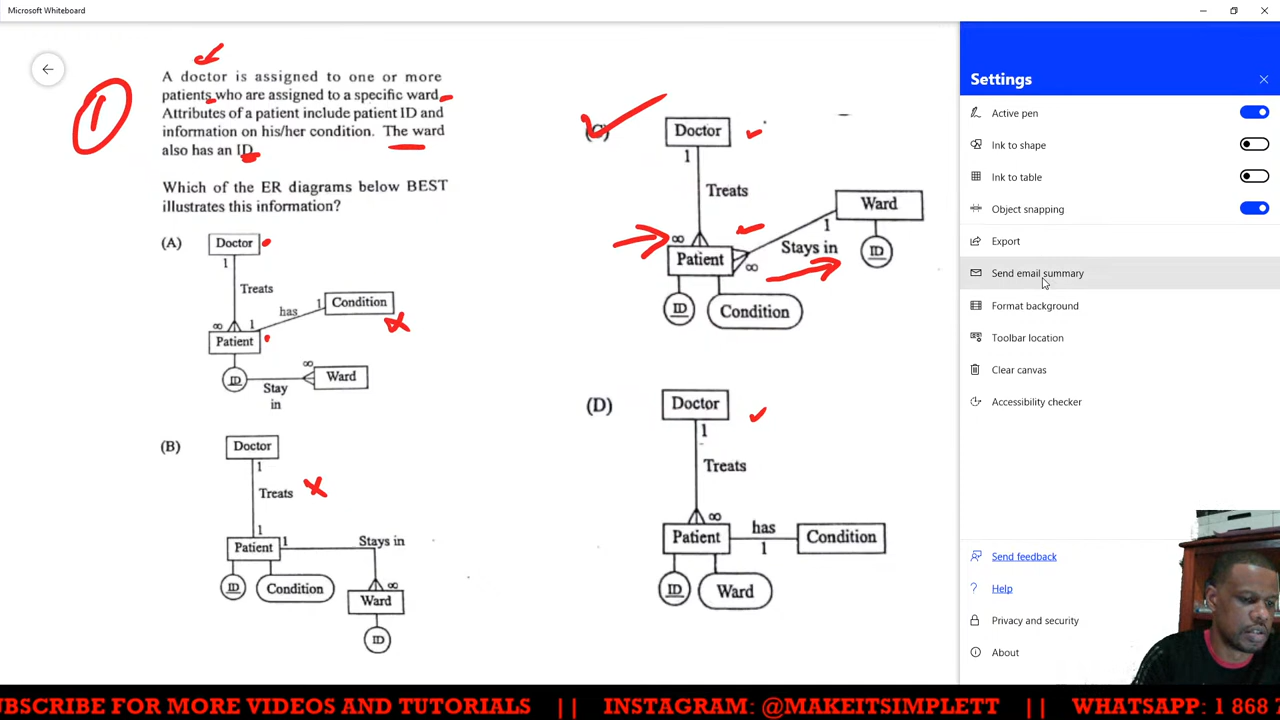 Microsoft Whiteboard
1
A doctor is assigned to one or more
patients who are assigned to a specific ward.
Attributes of a patient include patient ID and
information on his/her condition. The ward
also has an ID.
Which of the ER diagrams below BEST
illustrates this information?
(A)
Doctor
1
Treats
has
1
Condition
∞
1
Patient
ID
∞
Ward
Stay
in
(B)
Doctor
1
Treats
1
Patient
1
Stays in
ID
Condition
∞
Ward
ID
(C)
Doctor
1
Treats
Ward
1
Stays in
ID
∞
Patient
∞
ID
Condition
(D)
Doctor
1
Treats
∞
Patient
has
1
Condition
ID
Ward
Settings
Active pen
Ink to shape
Ink to table
Object snapping
Export
Send email summary
Format background
Toolbar location
Clear canvas
Accessibility checker
Send feedback
Help
Privacy and security
About
UBSCRIBE FOR MORE VIDEOS AND TUTORIALS || INSTAGRAM: @MAKEITSIMPLETT || WHATSAPP: 1 868